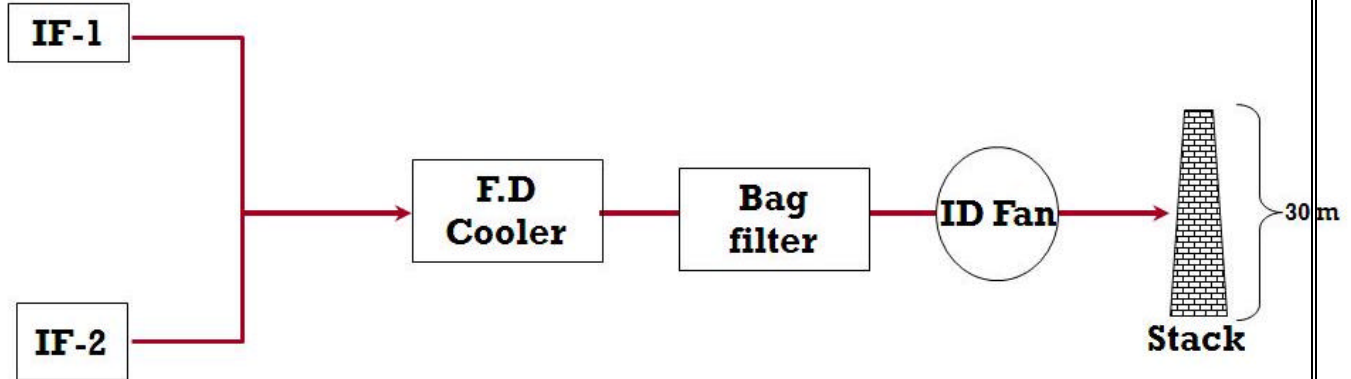 IF-1
F.D
Cooler
Bag
filter
ID Fan
30 m
Stack
IF-2